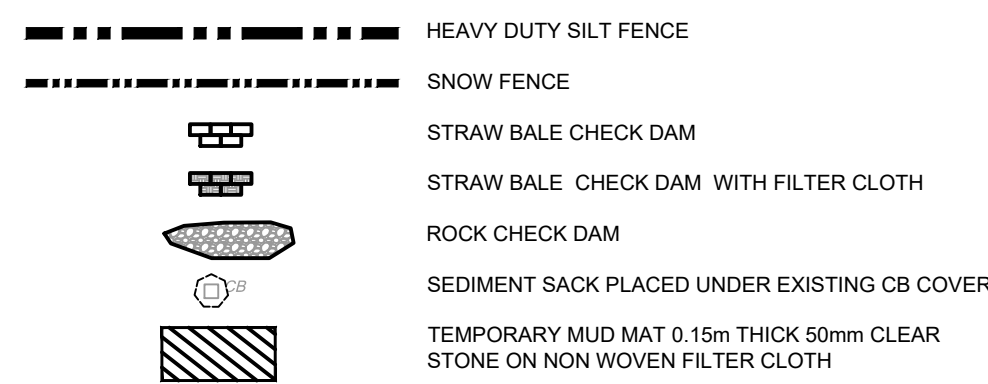 HEAVY DUTY SILT FENCE
SNOW FENCE
STRAW BALE CHECK DAM
STRAW BALE CHECK DAM WITH FILTER CLOTH
ROCK CHECK DAM
CB SEDIMENT SACK PLACED UNDER EXISTING CB COVER
TEMPORARY MUD MAT 0.15m THICK 50mm CLEAR
STONE ON NON WOVEN FILTER CLOTH